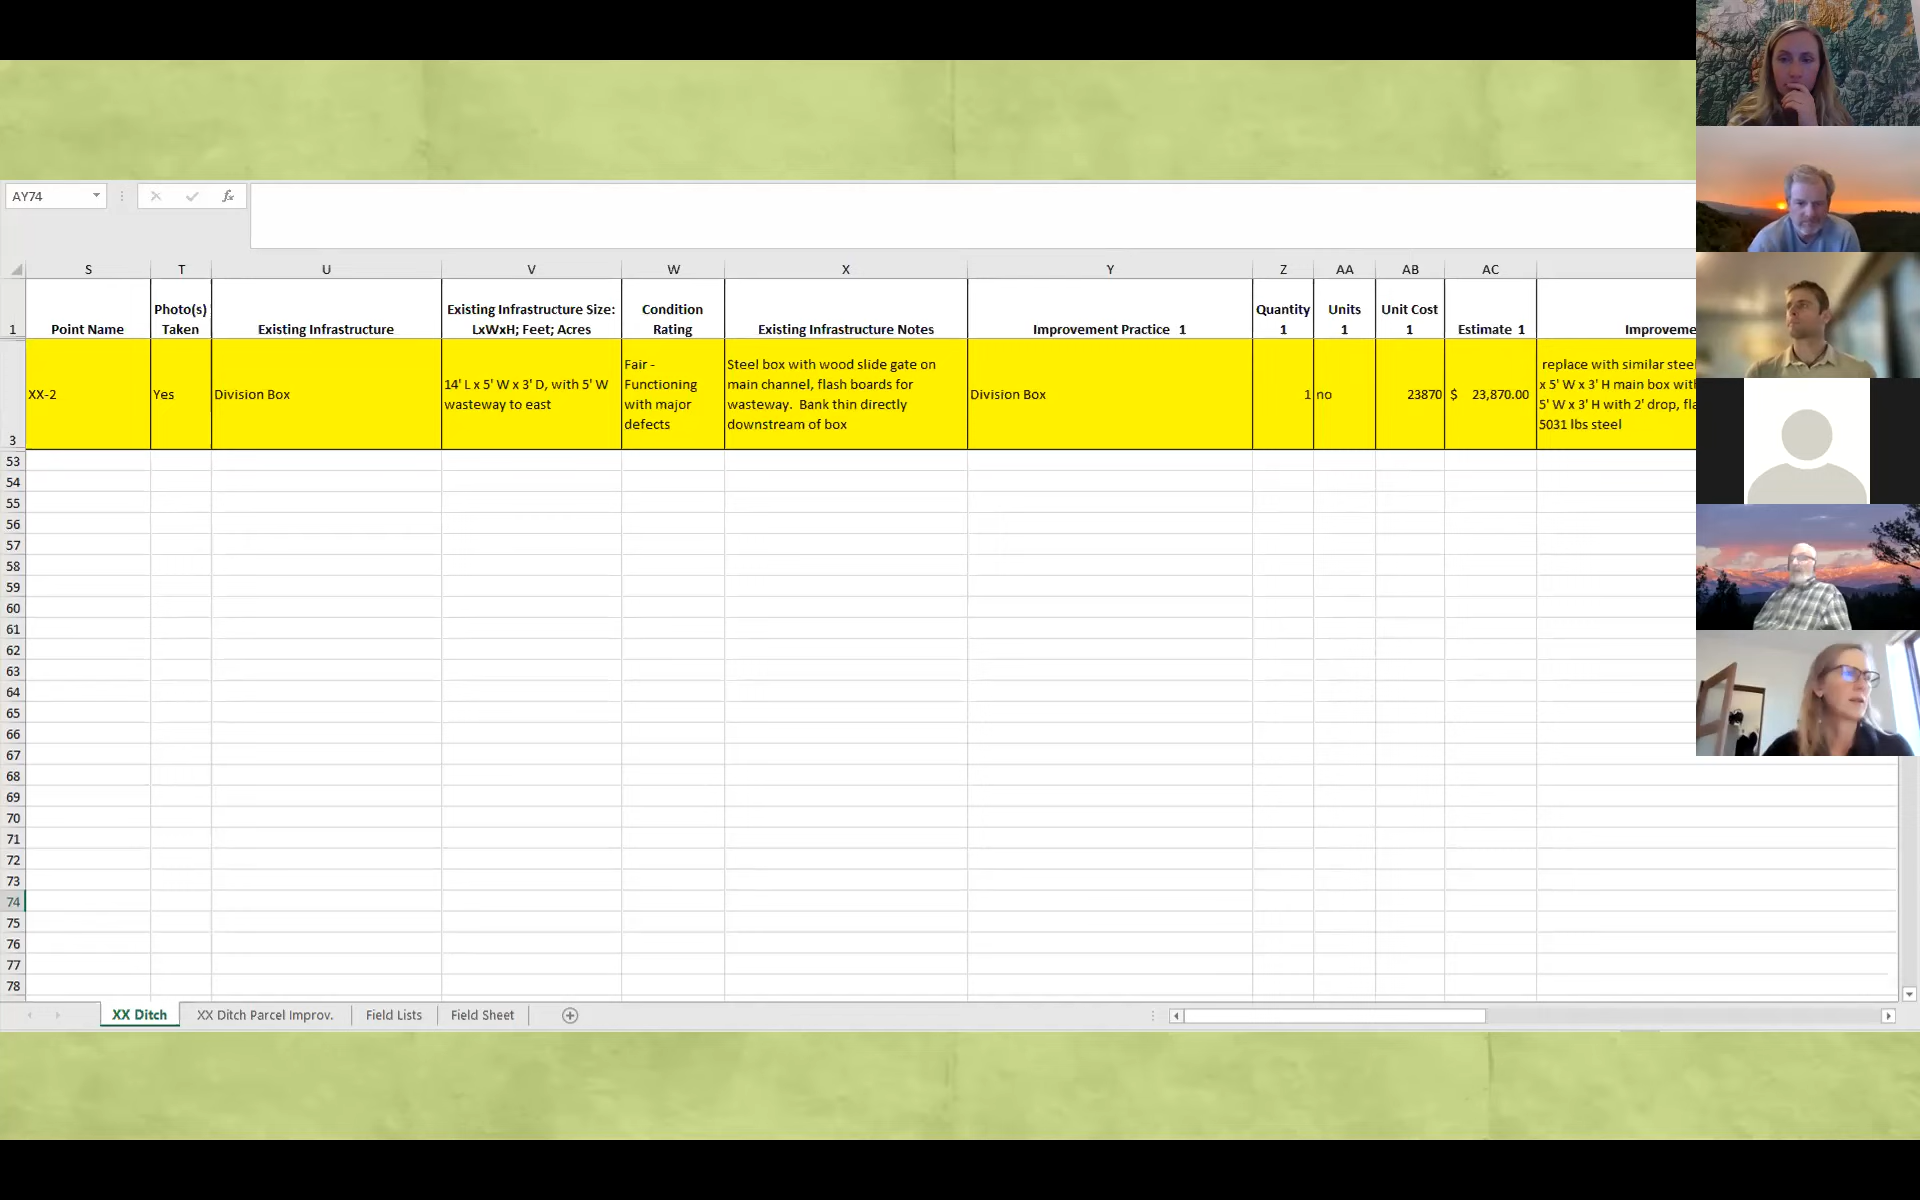 AY74
fx
S T U V W X Y Z AA AB AC
1 Point Name
Photo(s) Taken
Existing Infrastructure
Existing Infrastructure Size:
LxWxH; Feet; Acres
Condition
Rating
Existing Infrastructure Notes
Improvement Practice 1
Quantity
1
Units
1
Unit Cost
1
Estimate 1
3
XX-2
Yes
Division Box
14' L x 5' W x 3' D, with 5' W
wasteway to east
Fair -
Functioning
with major
defects
Steel box with wood slide gate on
main channel, flash boards for
wasteway. Bank thin directly
downstream of box
Division Box
1
no
23870
$ 23,870.00
replace with similar steel
x 5' W x 3' H main box
5' W x 3' H with 2' drop,
5031 lbs steel
53
54
55
56
57
58
59
60
61
62
63
64
65
66
67
68
69
70
71
72
73
74
75
76
77
78
XX Ditch XX Ditch Parcel Improv. Field Lists Field Sheet